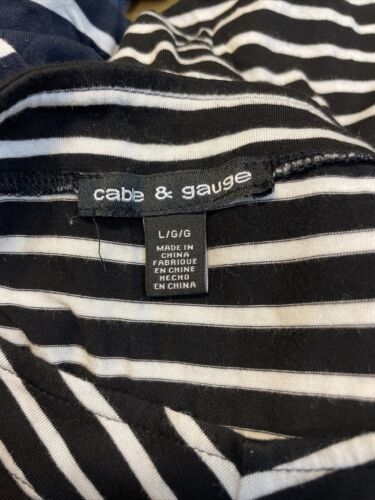 cable & gauge
L/G/G
MADE IN
CHINA
FABRIQUE
EN CHINE
HECHO
EN CHINA